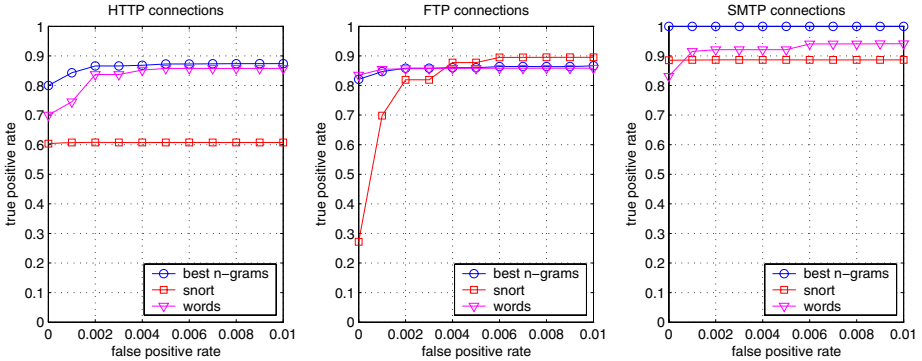 HTTP connections
1
0.9
0.8
0.7
0.6
0.5
0.4
0.3
0.2
0.1
0
true positive rate
0 0.002 0.004 0.006 0.008 0.01
false positive rate
best n−grams
snort
words
FTP connections
1
0.9
0.8
0.7
0.6
0.5
0.4
0.3
0.2
0.1
0
true positive rate
0 0.002 0.004 0.006 0.008 0.01
false positive rate
best n−grams
snort
words
SMTP connections
1
0.9
0.8
0.7
0.6
0.5
0.4
0.3
0.2
0.1
0
true positive rate
0 0.002 0.004 0.006 0.008 0.01
false positive rate
best n−grams
snort
words